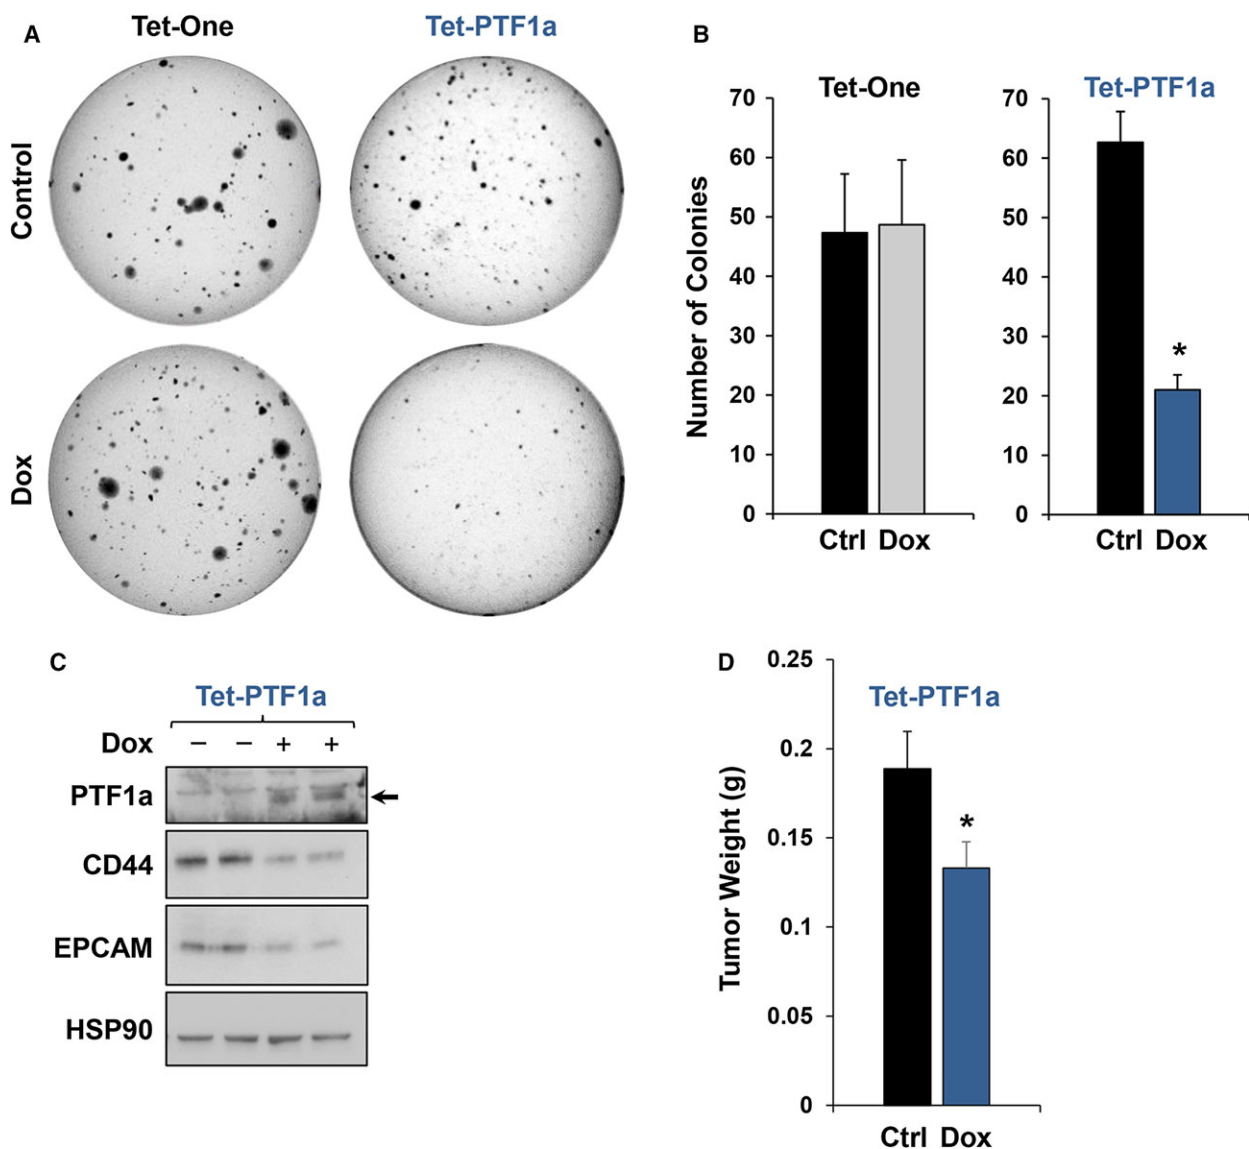 A
Tet-One
Tet-PTF1a
Control
Dox
B
Tet-One
Tet-PTF1a
Number of Colonies
70
60
50
40
30
20
10
0
Ctrl Dox
70
60
50
40
30
20
10
0
*
Ctrl Dox
C
Tet-PTF1a
Dox − − + +
PTF1a
CD44
EPCAM
HSP90
D
Tet-PTF1a
Tumor Weight (g)
0.25
0.2
0.15
0.1
0.05
0
*
Ctrl Dox